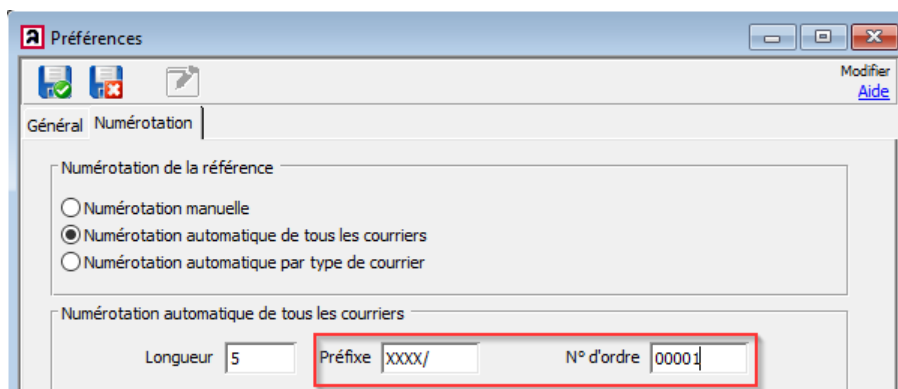 a Préférences
Modifier
Aide
Général Numérotation
Numérotation de la référence
Numérotation manuelle
Numérotation automatique de tous les courriers
Numérotation automatique par type de courrier
Numérotation automatique de tous les courriers
Longueur 5 Préfixe XXXX/ N° d'ordre 00001